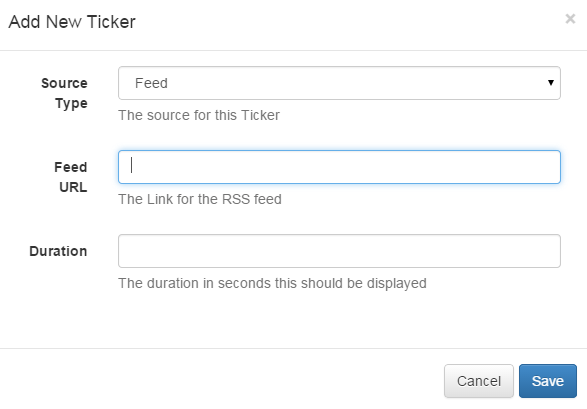 Add New Ticker ×
Source Type
Feed
The source for this Ticker
Feed URL
The Link for the RSS feed
Duration
The duration in seconds this should be displayed
Cancel Save